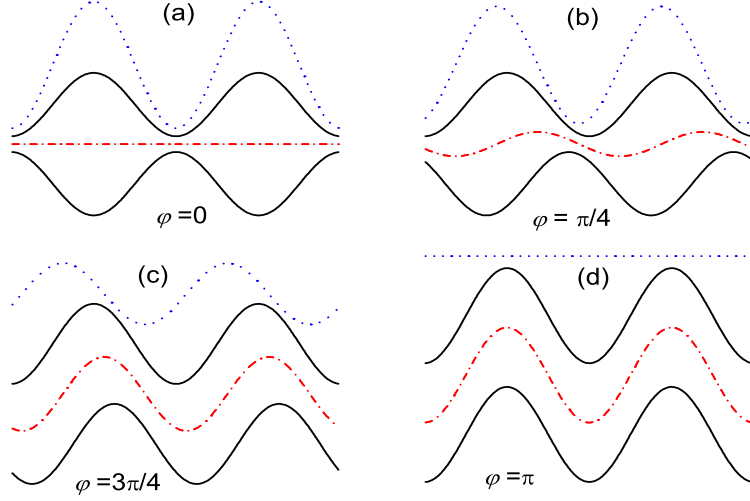 (a)
φ =0
(b)
φ = π/4
(c)
φ =3π/4
(d)
φ =π